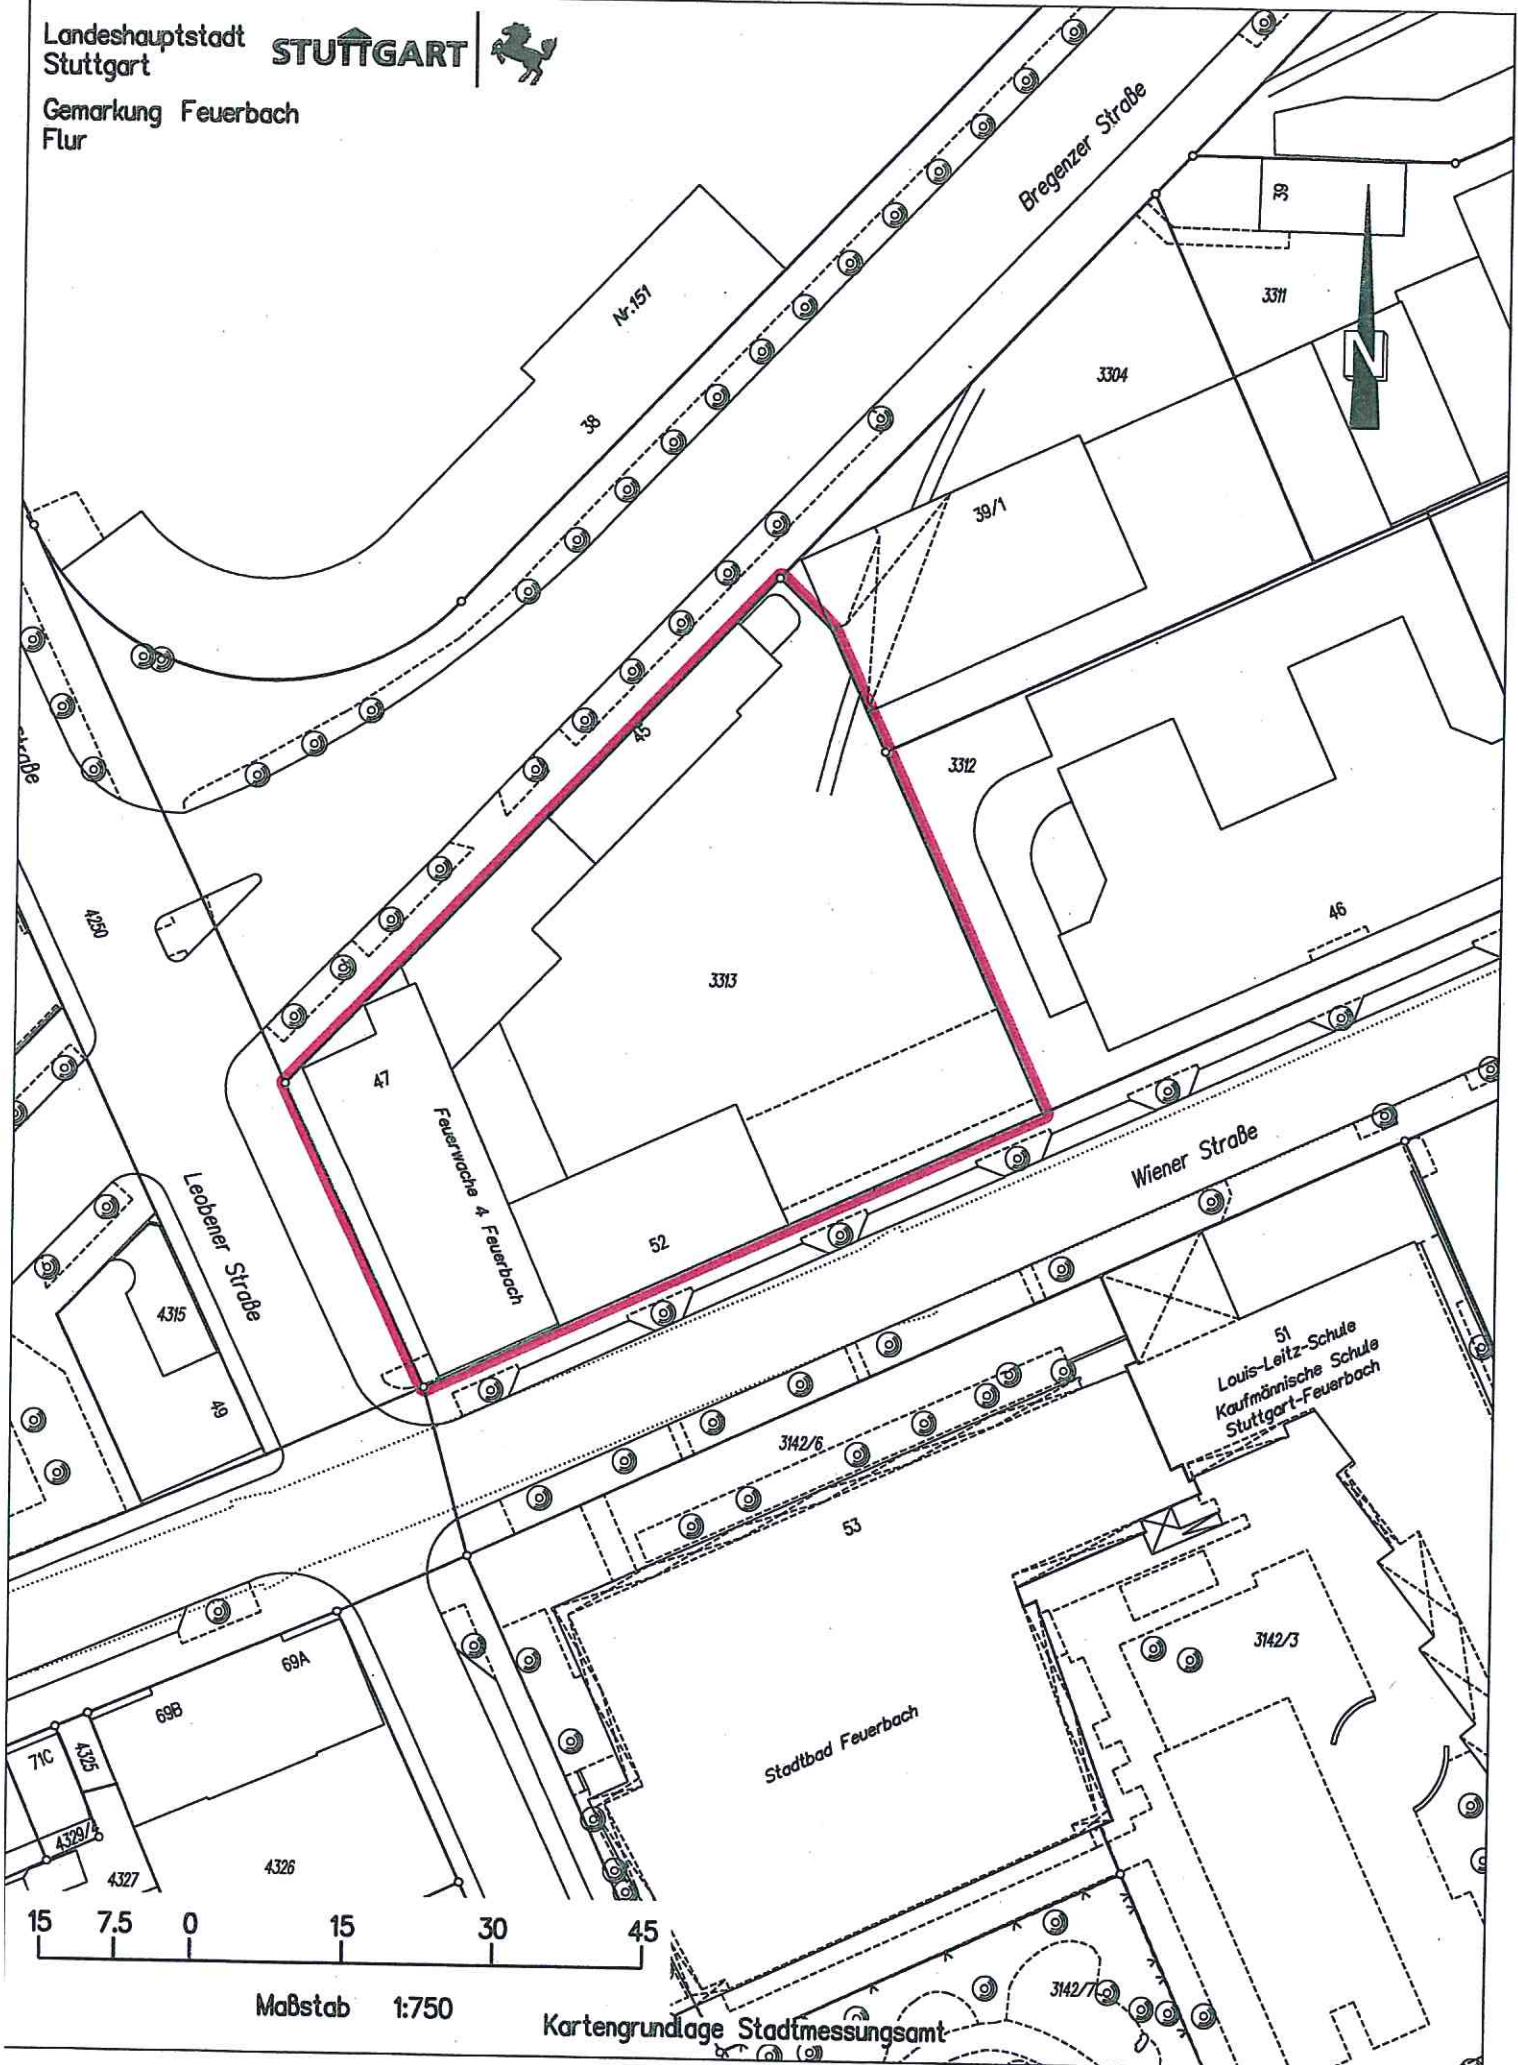 Landeshauptstadt
Stuttgart
STUTTGART
Gemarkung Feuerbach
Flur
Bregenzer Straße
39
Nr.151
3311
N
3304
38
39/1
45
straße
3312
4250
46
3313
47
Feuerwache 4 Feuerbach
Wiener Straße
Leobener Straße
52
4315
51
Louis-Leitz-Schule
Kaufmännische Schule
Stuttgart-Feuerbach
49
3142/6
53
3142/3
69A
69B
Stadtbad Feuerbach
71C
4325
4327
4326
15 7.5 0 15 30 45
3142/7
Maßstab 1:750
Kartengrundlage Stadtmessungsamt